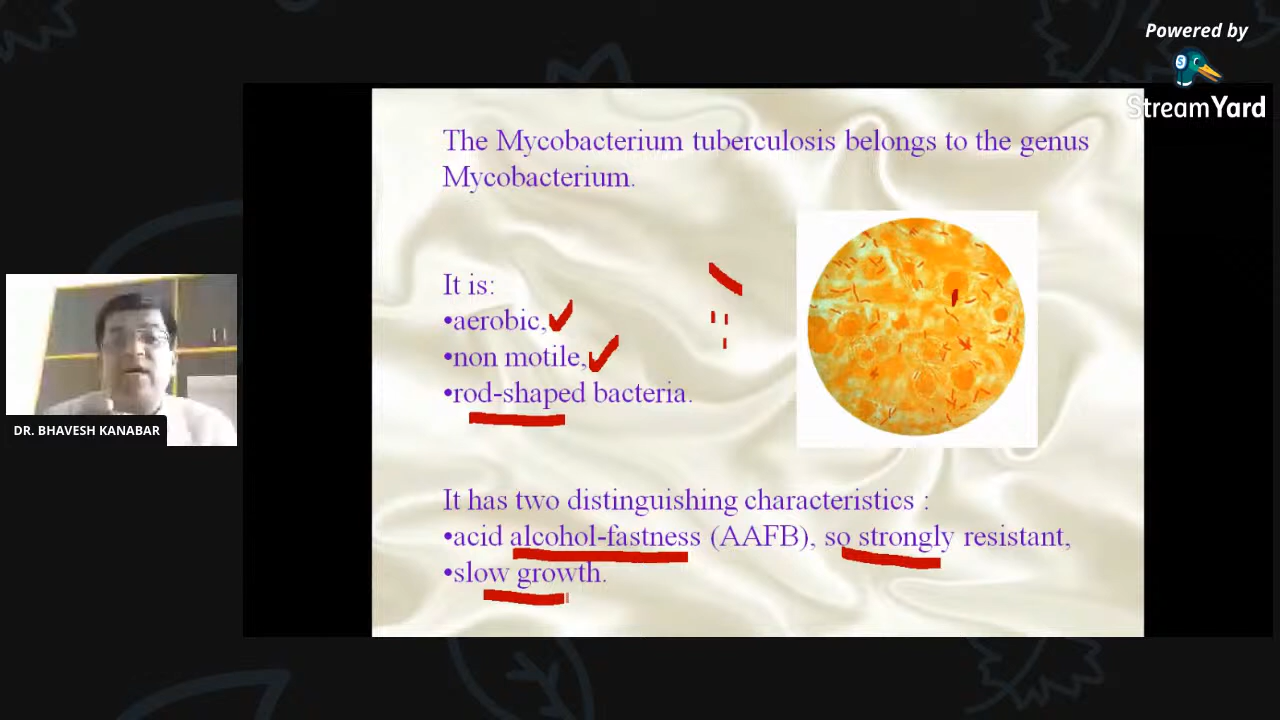 Powered by
StreamYard
The Mycobacterium tuberculosis belongs to the genus
Mycobacterium.
It is:
•aerobic,
•non motile,
•rod-shaped bacteria.
DR. BHAVESH KANABAR
It has two distinguishing characteristics :
•acid alcohol-fastness (AAFB), so strongly resistant,
•slow growth.